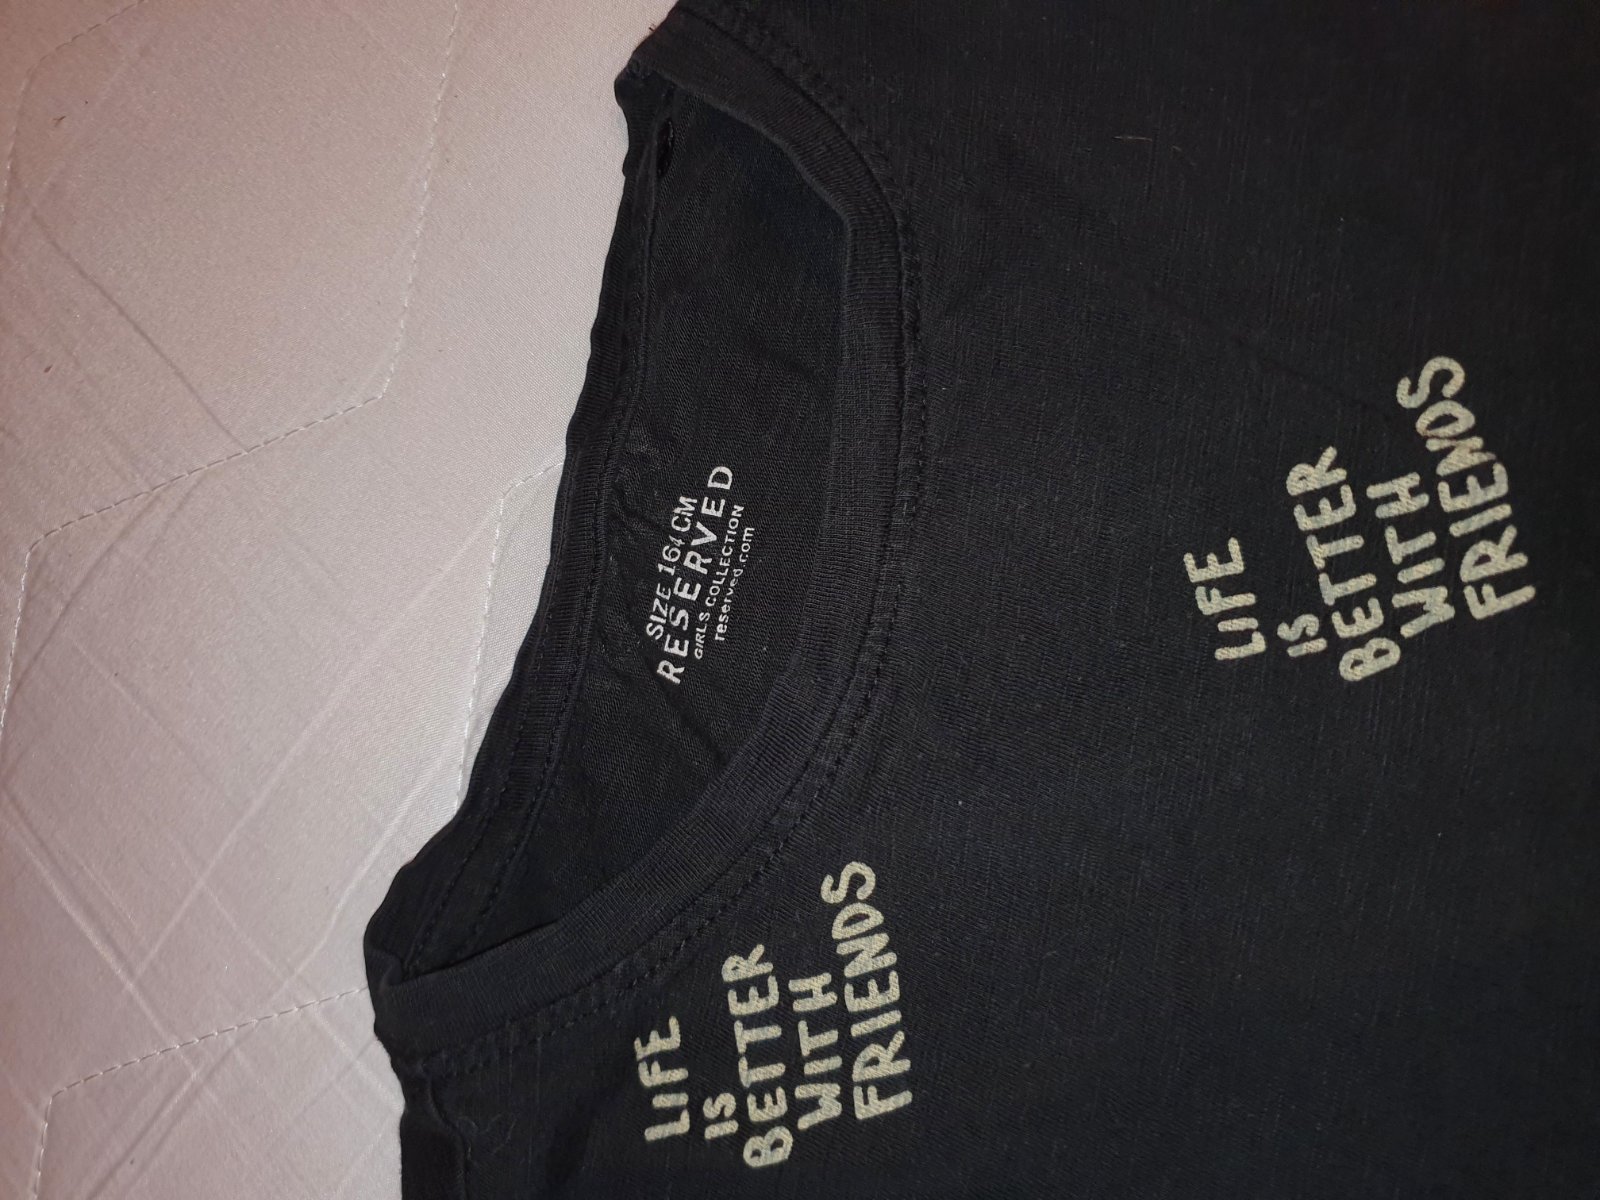 SIZE 164 CM
RESERVED
GIRLS COLLECTION
reserved.com
LIFE
IS
BETTER
WITH
FRIENDS
LIFE
IS
BETTER
WITH
FRIENDS